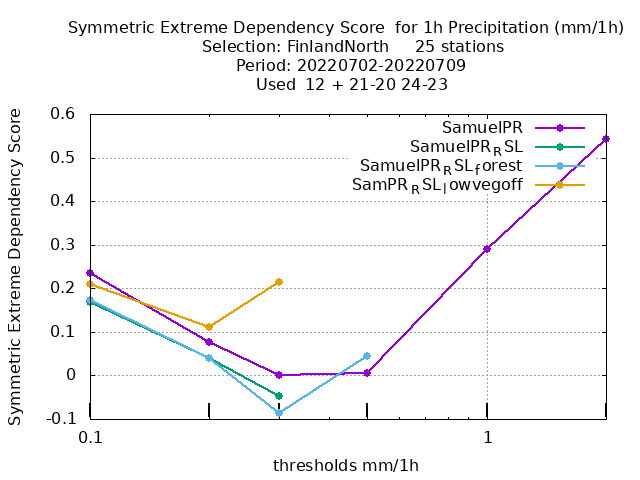 Symmetric Extreme Dependency Score  for 1h Precipitation (mm/1h)
Selection: FinlandNorth     25 stations
Period: 20220702-20220709
Used  12 + 21-20 24-23
Symmetric Extreme Dependency Score
0.6
0.5
0.4
0.3
0.2
0.1
0
-0.1
SamuelPR
SamuelPR_RSL
SamuelPR_RSL_forest
SamPR_RSL_lowvegoff
0.1
1
thresholds mm/1h